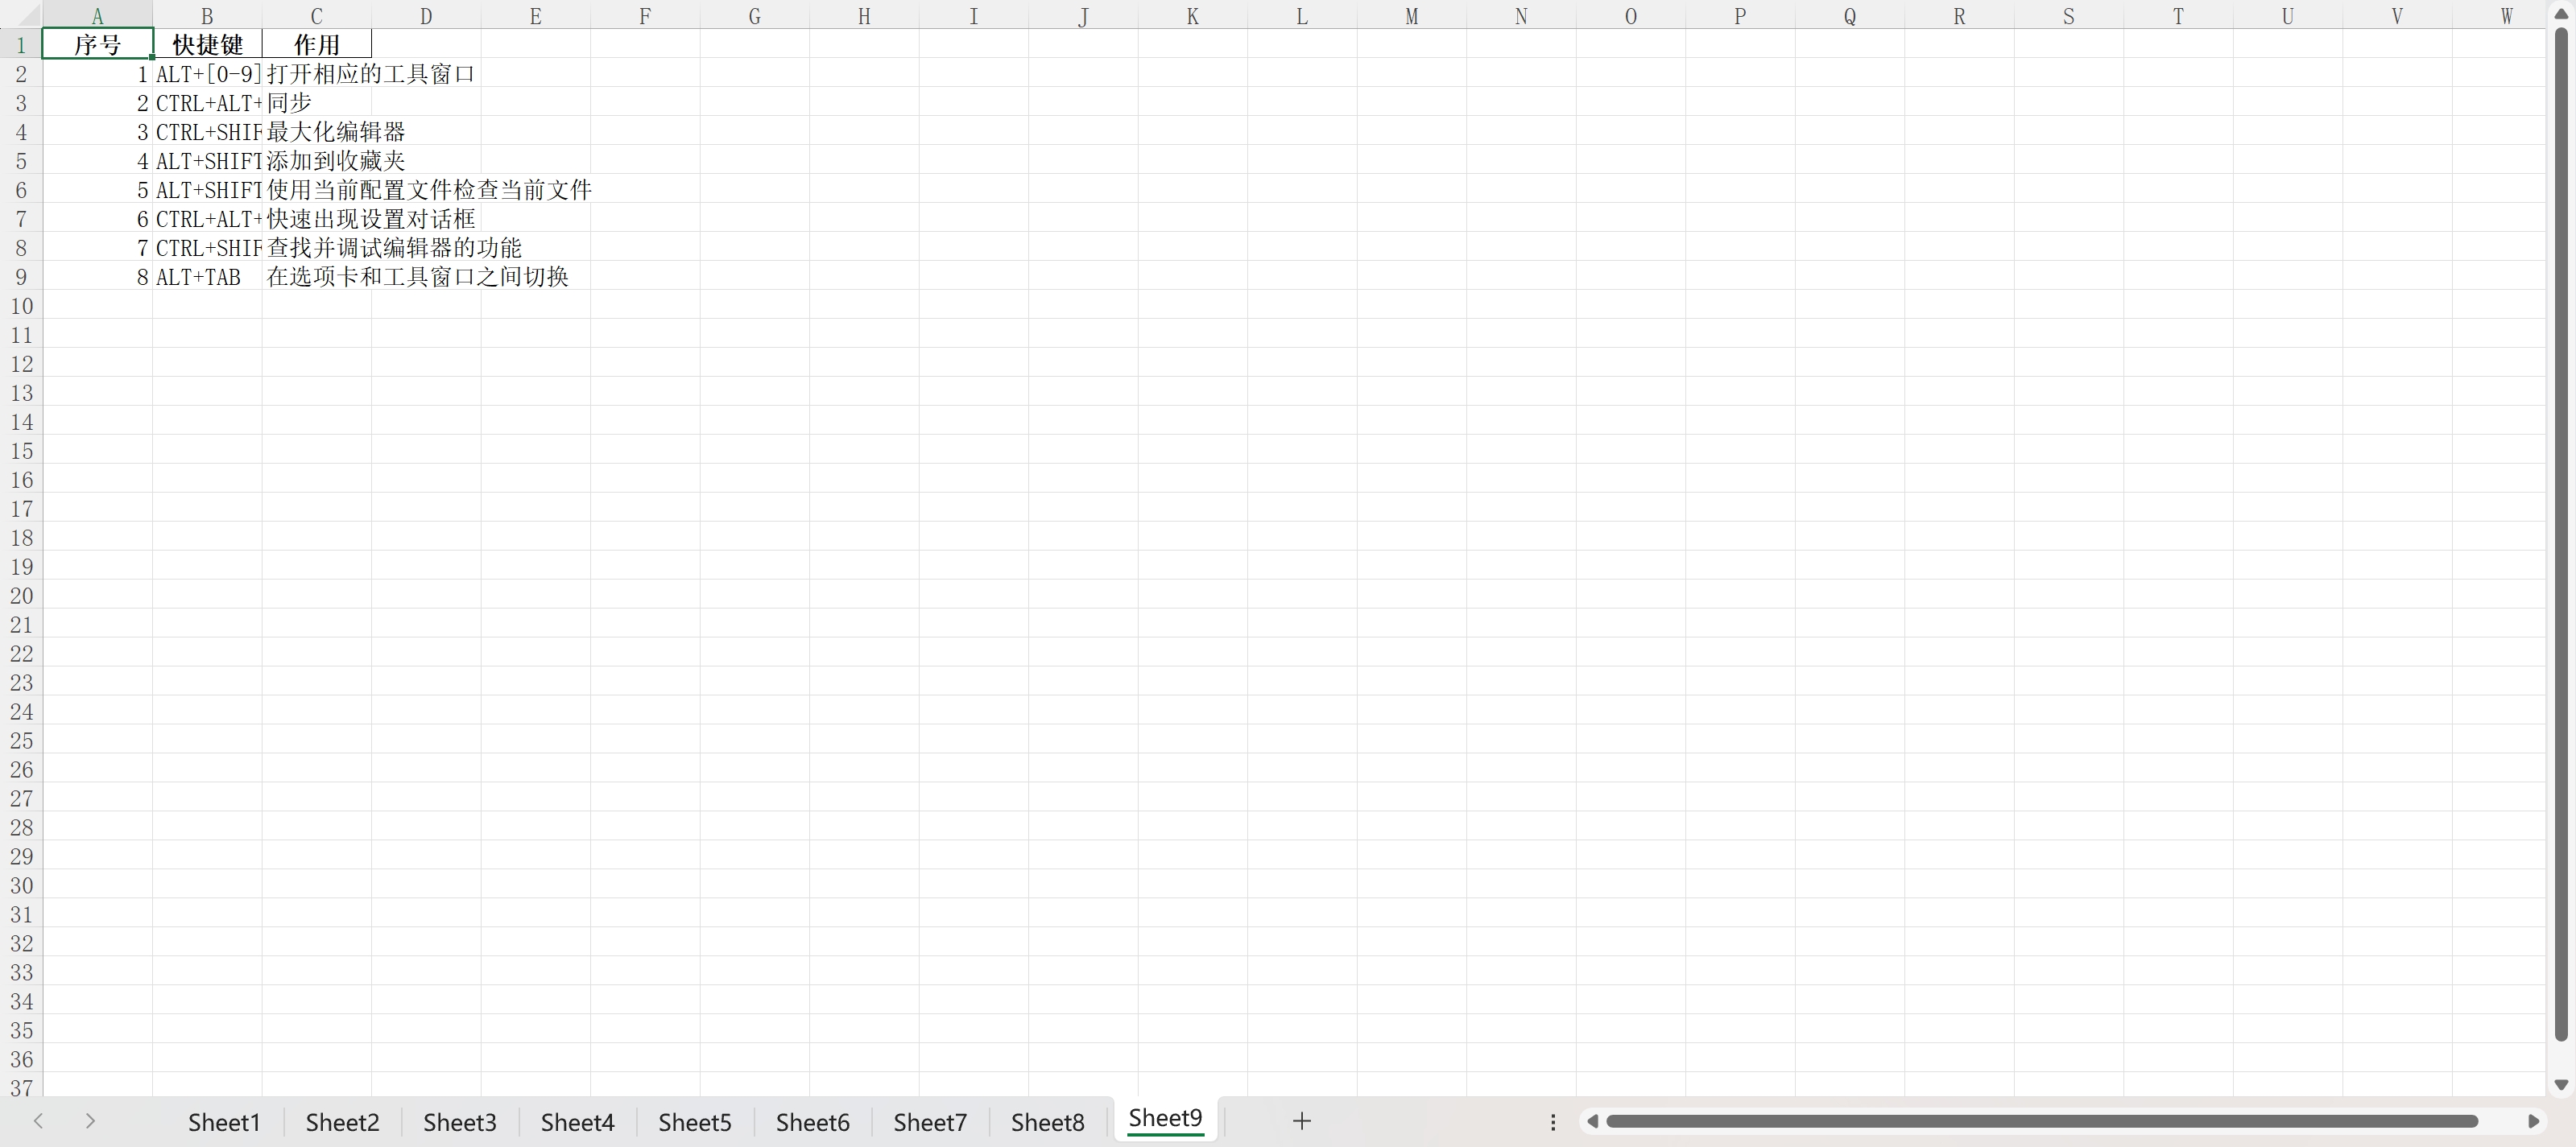 A B C D E F G H I J K L M N O P Q R S T U V W
1 序号 快捷键 作用
2 1 ALT+[0-9] 打开相应的工具窗口
3 2 CTRL+ALT+ 同步
4 3 CTRL+SHIF 最大化编辑器
5 4 ALT+SHIFT 添加到收藏夹
6 5 ALT+SHIFT 使用当前配置文件检查当前文件
7 6 CTRL+ALT+ 快速出现设置对话框
8 7 CTRL+SHIF 查找并调试编辑器的功能
9 8 ALT+TAB 在选项卡和工具窗口之间切换
10
11
12
13
14
15
16
17
18
19
20
21
22
23
24
25
26
27
28
29
30
31
32
33
34
35
36
37
Sheet1 Sheet2 Sheet3 Sheet4 Sheet5 Sheet6 Sheet7 Sheet8 Sheet9